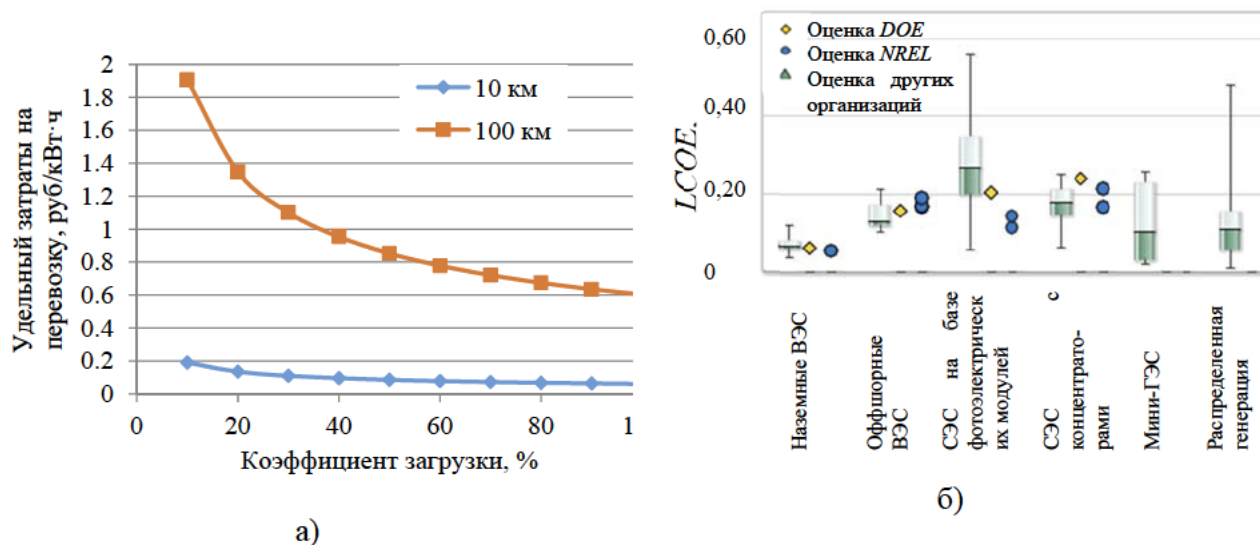 Удельный затраты на
перевозку, руб/кВт·ч
2
1.8
1.6
1.4
1.2
1
0.8
0.6
0.4
0.2
0
0
20
40
60
80
1
10 км
100 км
Коэффициент загрузки, %
а)
LCOE.
0,60
0,40
0,20
0
Оценка DOE
Оценка NREL
Оценка других
организаций
Наземные ВЭС
Оффшорные
ВЭС
СЭС на базе
фотоэлектрическ
их модулей
СЭС с
концентрато-
рами
Мини-ГЭС
Распределенная
генерация
б)